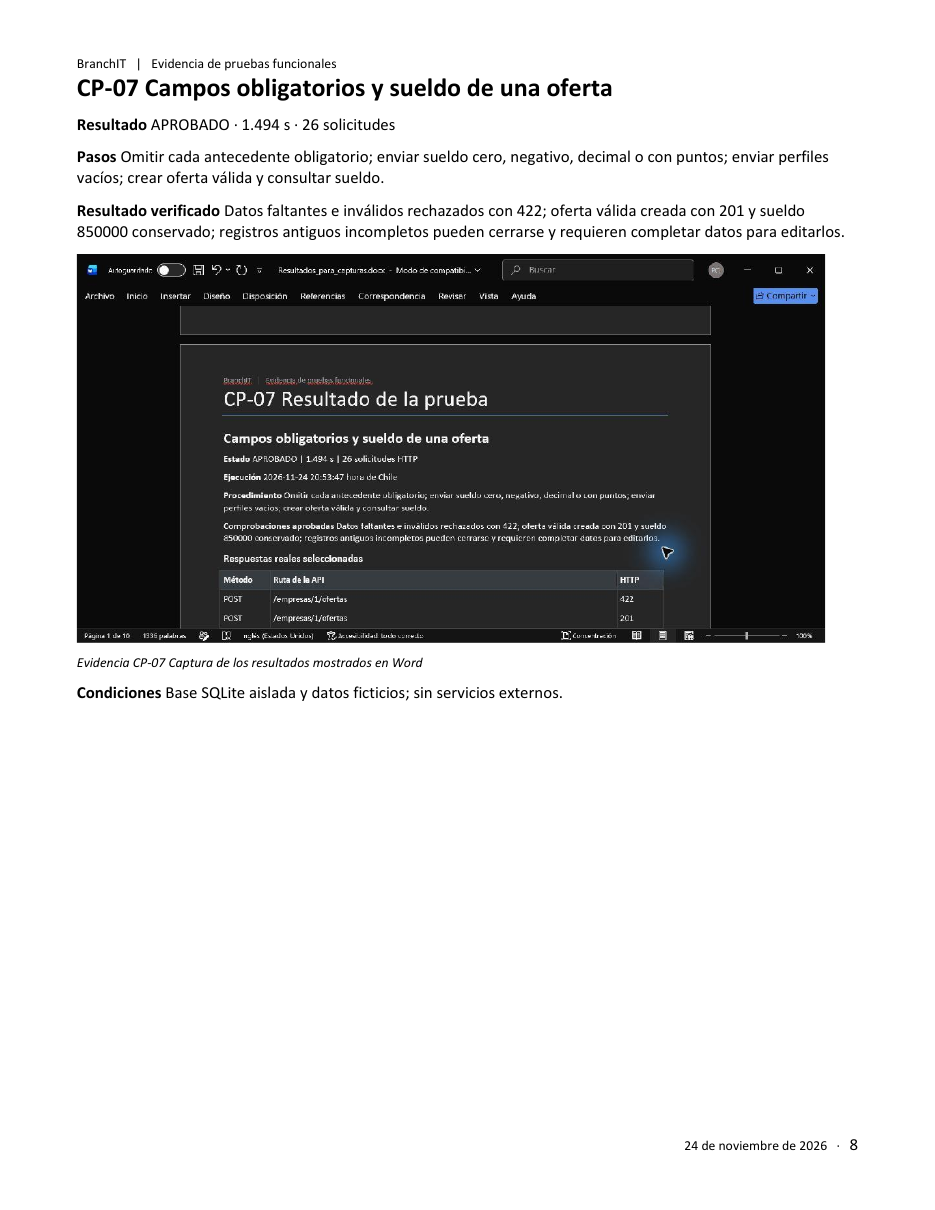 BranchIT | Evidencia de pruebas funcionales
CP-07 Campos obligatorios y sueldo de una oferta
Resultado APROBADO · 1.494 s · 26 solicitudes
Pasos Omitir cada antecedente obligatorio; enviar sueldo cero, negativo, decimal o con puntos; enviar perfiles
vacíos; crear oferta válida y consultar sueldo.
Resultado verificado Datos faltantes e inválidos rechazados con 422; oferta válida creada con 201 y sueldo
850000 conservado; registros antiguos incompletos pueden cerrarse y requieren completar datos para editarlos.
Autoguardado Resultados_para_capturas.docx - Modo de compatibi... Buscar
Archivo Inicio Insertar Diseño Disposición Referencias Correspondencia Revisar Vista Ayuda Compartir
BranchIT | Evidencia de pruebas funcionales
CP-07 Resultado de la prueba
Campos obligatorios y sueldo de una oferta
Estado APROBADO | 1.494 s | 26 solicitudes HTTP
Ejecución 2026-11-24 20:53:47 hora de Chile
Procedimiento Omitir cada antecedente obligatorio; enviar sueldo cero, negativo, decimal o con puntos; enviar
perfiles vacíos; crear oferta válida y consultar sueldo.
Comprobaciones aprobadas Datos faltantes e inválidos rechazados con 422; oferta válida creada con 201 y sueldo
850000 conservado; registros antiguos incompletos pueden cerrarse y requieren completar datos para editarlos.
Respuestas reales seleccionadas
Método Ruta de la API HTTP
POST /empresas/1/ofertas 422
POST /empresas/1/ofertas 201
Página 1 de 10 1336 palabras Inglés (Estados Unidos) Accesibilidad: todo correcto Concentración 100%
Evidencia CP-07 Captura de los resultados mostrados en Word
Condiciones Base SQLite aislada y datos ficticios; sin servicios externos.
24 de noviembre de 2026 · 8